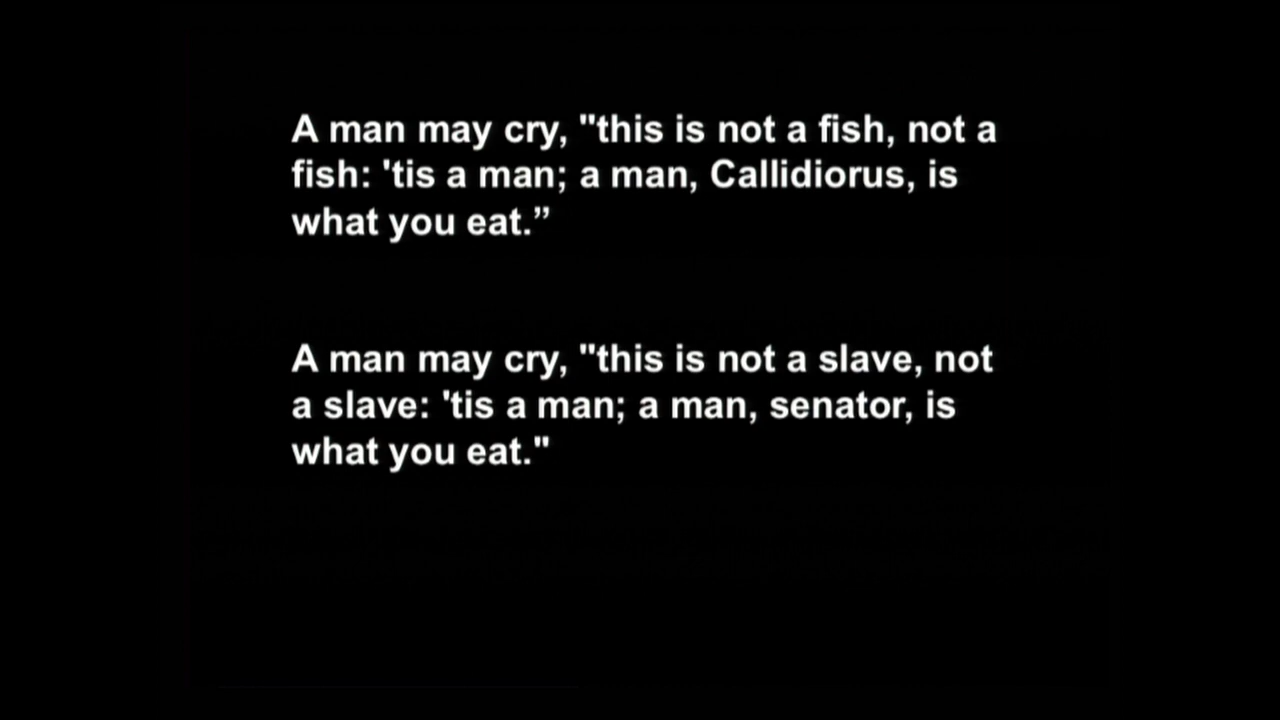 A man may cry, "this is not a fish, not a
fish: 'tis a man; a man, Callidiorus, is
what you eat.”
A man may cry, "this is not a slave, not
a slave: 'tis a man; a man, senator, is
what you eat."